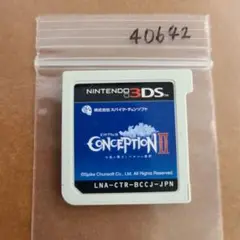 40642
NINTENDO 3DS™
株式会社 スパイク・チュンソフト
CONCEPTION II
©Spike Chunsoft Co., Ltd. All Rights Reserved.
LNA-CTR-BCCJ-JPN